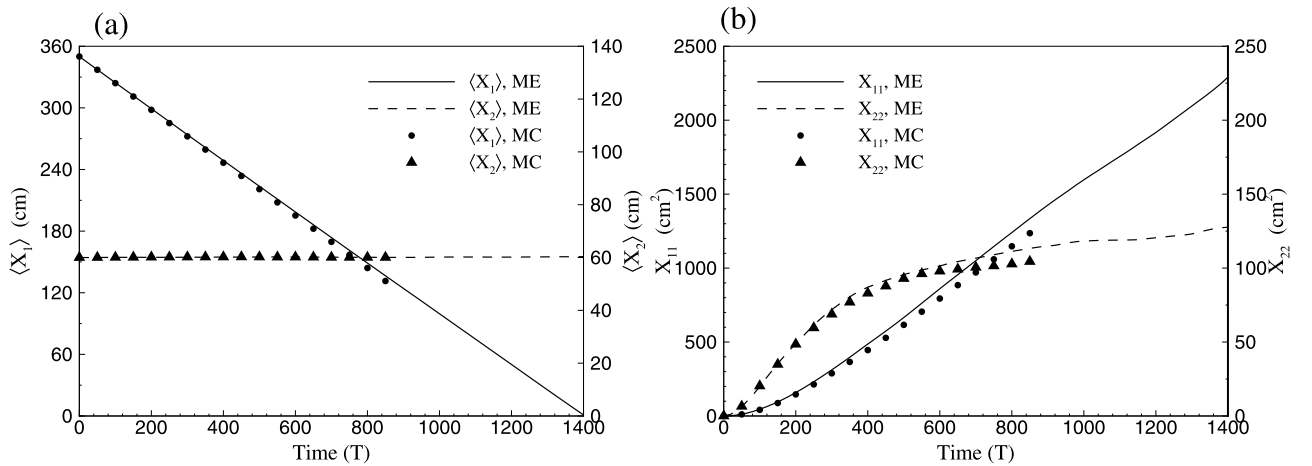 (a)
360
300
240
180
120
60
0
140
120
100
80
60
40
20
0
⟨X₁⟩, ME
⟨X₂⟩, ME
⟨X₁⟩, MC
⟨X₂⟩, MC
⟨X₁⟩ (cm)
⟨X₂⟩ (cm)
0 200 400 600 800 1000 1200 1400
Time (T)
(b)
2500
2000
1500
1000
500
0
250
200
150
100
50
0
X₁₁, ME
X₂₂, ME
X₁₁, MC
X₂₂, MC
X₁₁ (cm²)
X₂₂ (cm²)
0 200 400 600 800 1000 1200 1400
Time (T)